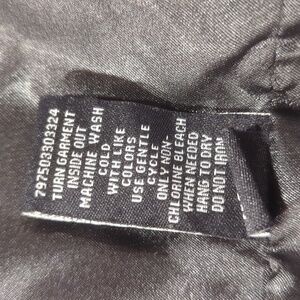 297503303324
TURN GARMENT
INSIDE OUT
MACHINE WASH
COLD
WITH LIKE
COLORS
USE GENTLE
CYCLE
ONLY NON-
CHLORINE BLEACH
WHEN NEEDED
HANG TO DRY
DO NOT IRON